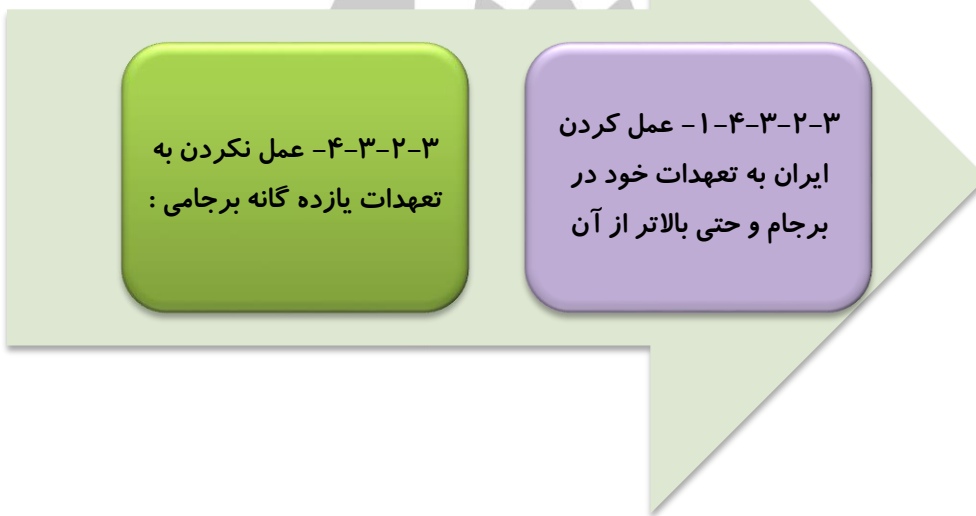 ۳-۲-۳-۴-۱- عمل کردن
ایران به تعهدات خود در
برجام و حتی بالاتر از آن
۳-۲-۳-۴- عمل نکردن به
تعهدات یازده گانه برجامی :